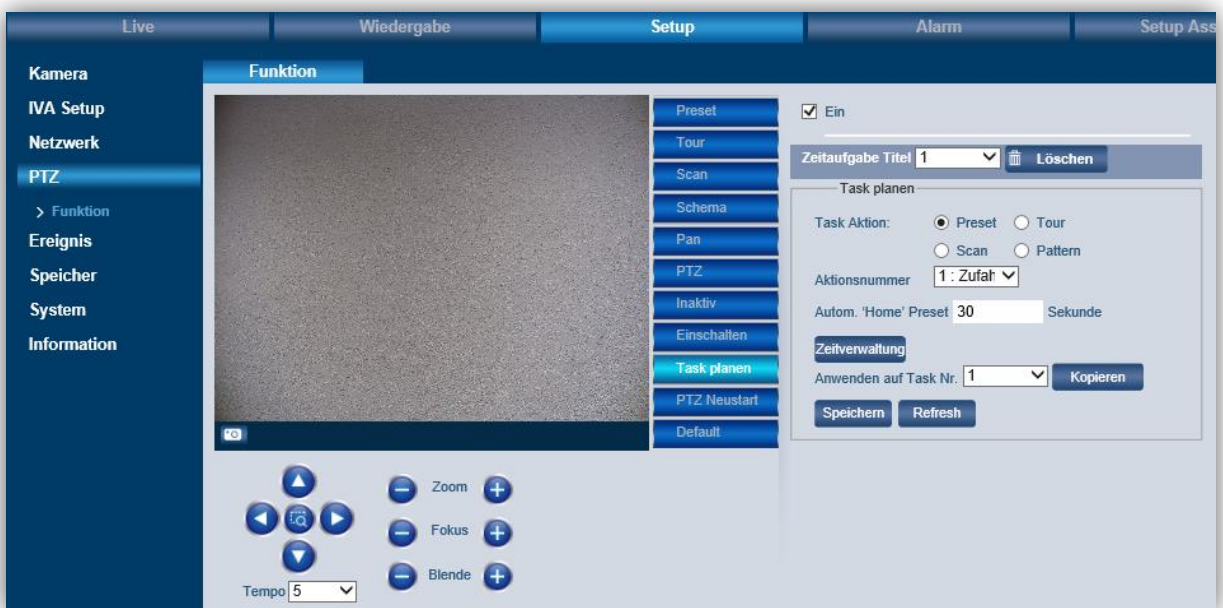 Live Wiedergabe Setup Alarm Setup Ass
Kamera
IVA Setup
Netzwerk
PTZ
> Funktion
Ereignis
Speicher
System
Information
Funktion
Preset
Tour
Scan
Schema
Pan
PTZ
Inaktiv
Einschalten
Task planen
PTZ Neustart
Default
Ein
Zeitaufgabe Titel 1 Löschen
Task planen
Task Aktion: Preset Tour
Scan Pattern
Aktionsnummer 1 : Zufah
Autom. 'Home' Preset 30 Sekunde
Zeitverwaltung
Anwenden auf Task Nr. 1 Kopieren
Speichern Refresh
Zoom
Fokus
Blende
Tempo 5